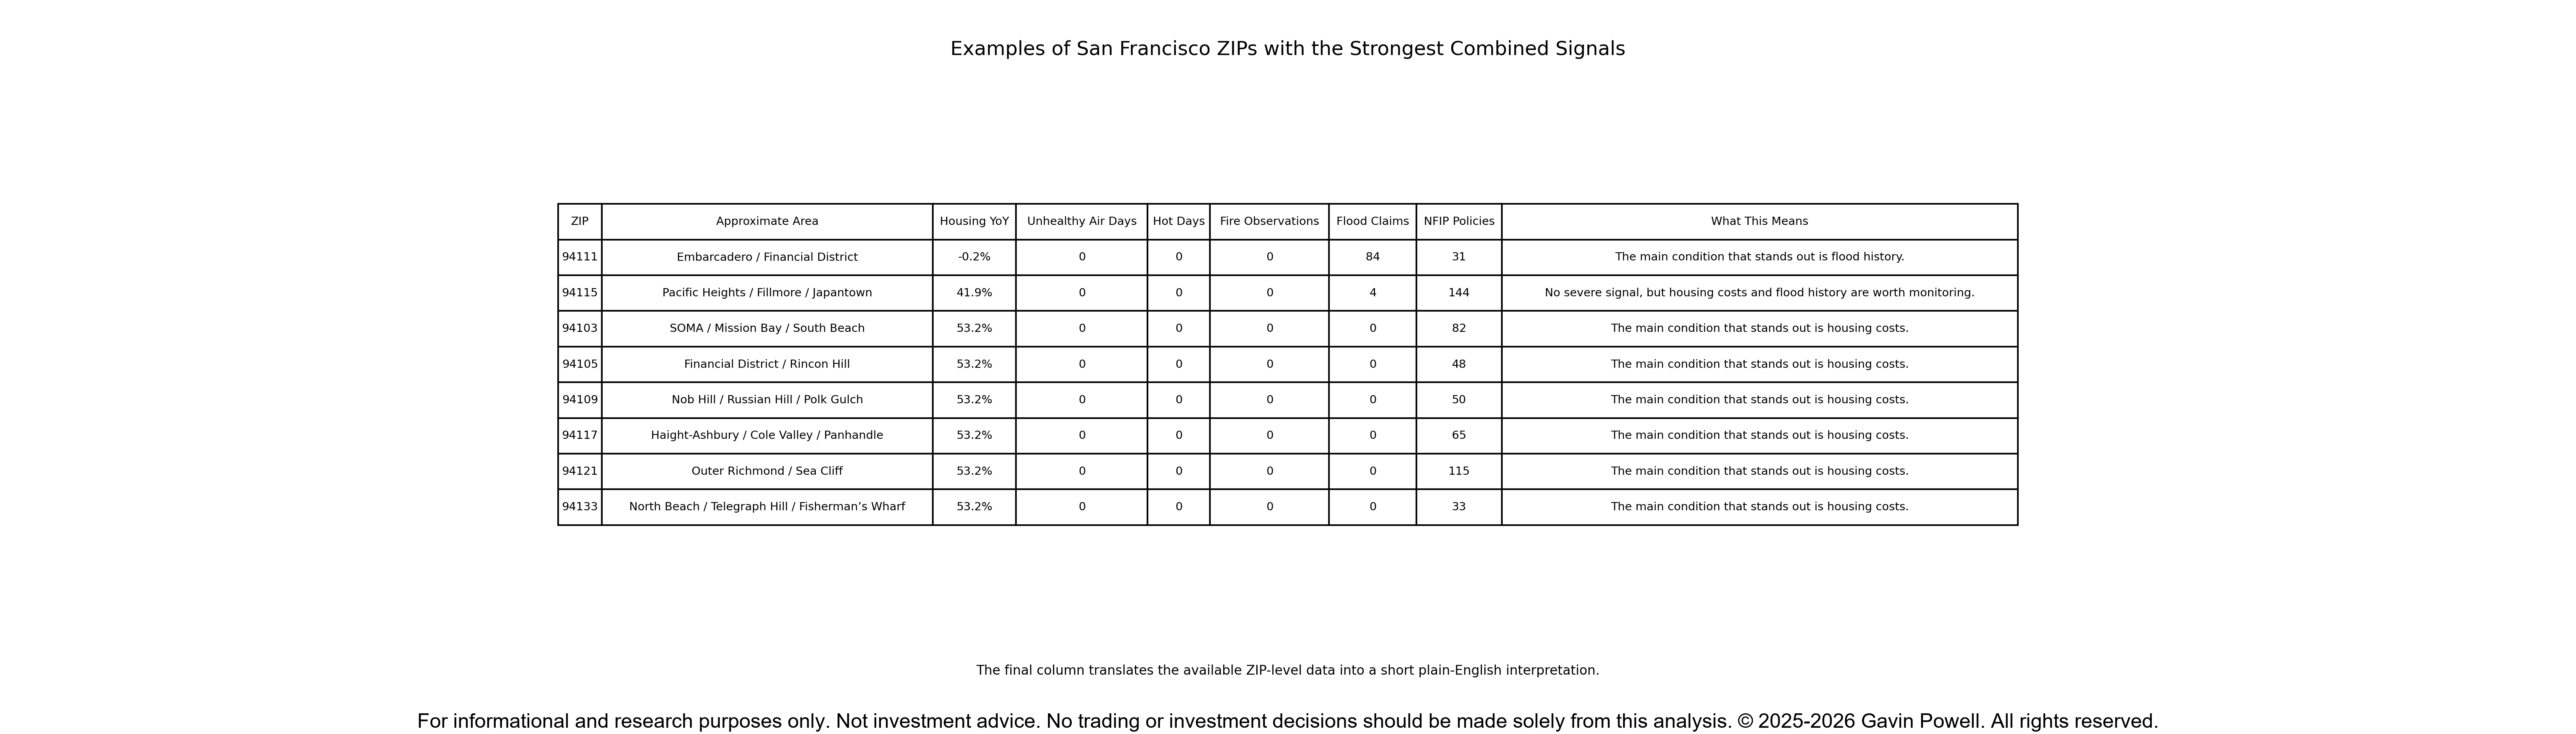 Examples of San Francisco ZIPs with the Strongest Combined Signals
ZIP Approximate Area Housing YoY Unhealthy Air Days Hot Days Fire Observations Flood Claims NFIP Policies What This Means
94111 Embarcadero / Financial District -0.2% 0 0 0 84 31 The main condition that stands out is flood history.
94115 Pacific Heights / Fillmore / Japantown 41.9% 0 0 0 4 144 No severe signal, but housing costs and flood history are worth monitoring.
94103 SOMA / Mission Bay / South Beach 53.2% 0 0 0 0 82 The main condition that stands out is housing costs.
94105 Financial District / Rincon Hill 53.2% 0 0 0 0 48 The main condition that stands out is housing costs.
94109 Nob Hill / Russian Hill / Polk Gulch 53.2% 0 0 0 0 50 The main condition that stands out is housing costs.
94117 Haight-Ashbury / Cole Valley / Panhandle 53.2% 0 0 0 0 65 The main condition that stands out is housing costs.
94121 Outer Richmond / Sea Cliff 53.2% 0 0 0 0 115 The main condition that stands out is housing costs.
94133 North Beach / Telegraph Hill / Fisherman’s Wharf 53.2% 0 0 0 0 33 The main condition that stands out is housing costs.
The final column translates the available ZIP-level data into a short plain-English interpretation.
For informational and research purposes only. Not investment advice. No trading or investment decisions should be made solely from this analysis. © 2025-2026 Gavin Powell. All rights reserved.